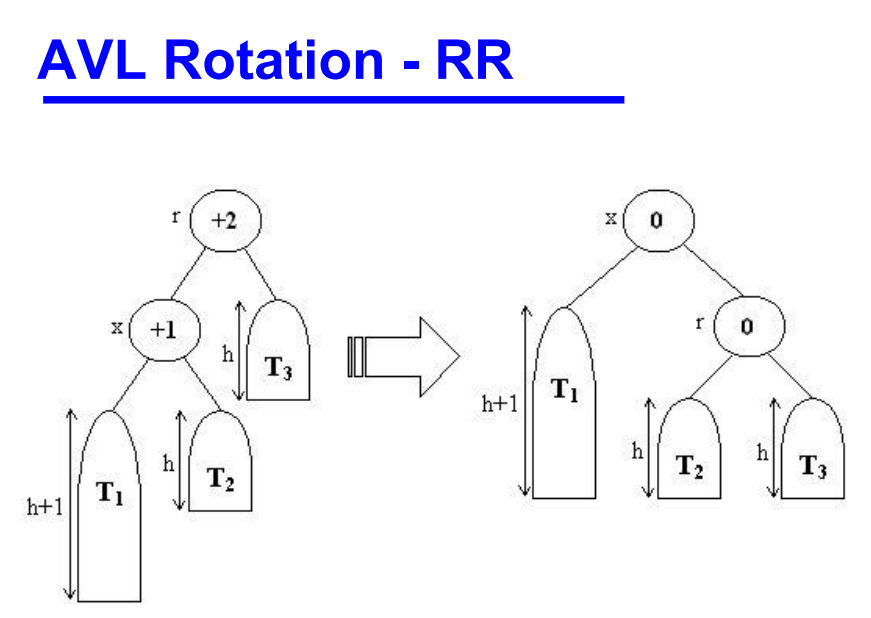 AVL Rotation - RR
r +2
x 0
x +1
h T3
r 0
h+1 T1
h T2
h+1 T1
h T2
h T3